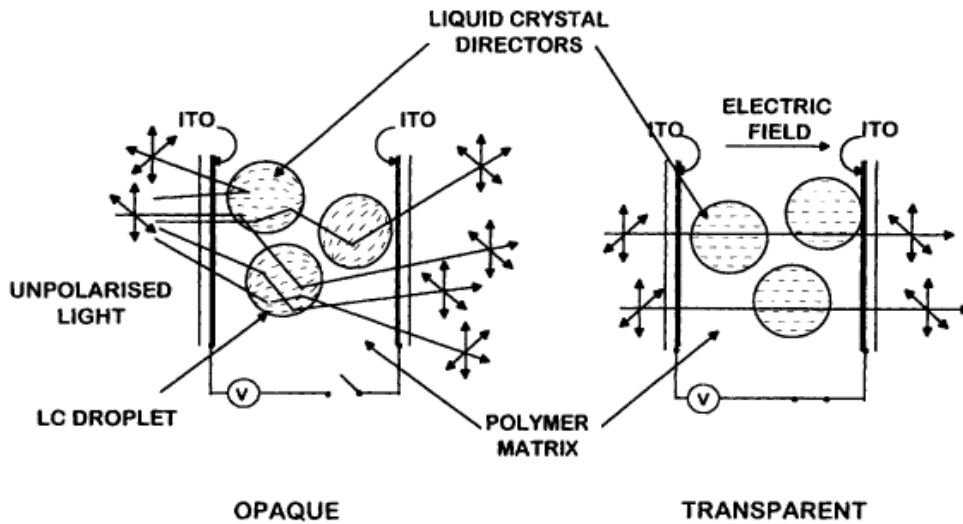 LIQUID CRYSTAL
DIRECTORS
ITO
ITO
ELECTRIC
FIELD
ITO
ITO
UNPOLARISED
LIGHT
LC DROPLET
V
POLYMER
MATRIX
V
OPAQUE
TRANSPARENT